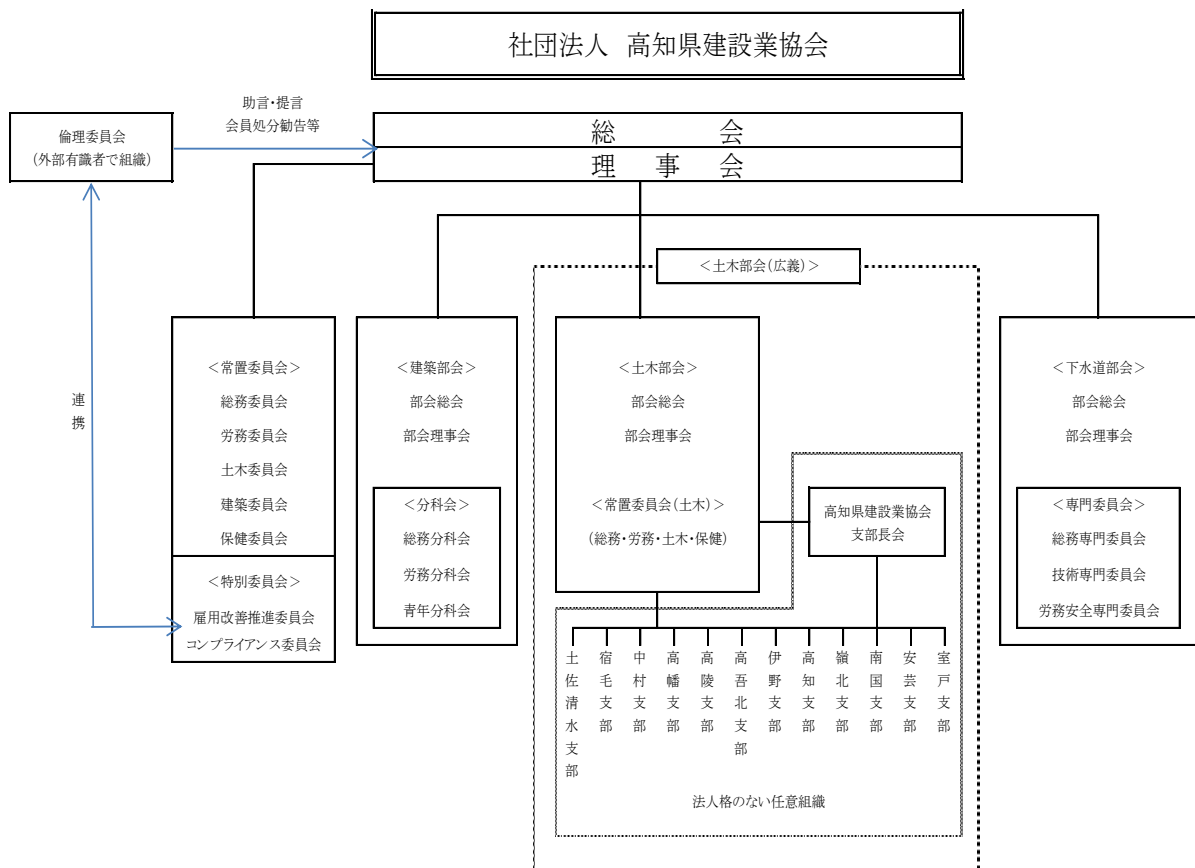 社団法人 高知県建設業協会
助言・提言
会員処分勧告等
倫理委員会
(外部有識者で組織)
総会
理事会
＜土木部会(広義)＞
連携
＜常置委員会＞
総務委員会
労務委員会
土木委員会
建築委員会
保健委員会
＜特別委員会＞
雇用改善推進委員会
コンプライアンス委員会
＜建築部会＞
部会総会
部会理事会
＜分科会＞
総務分科会
労務分科会
青年分科会
＜土木部会＞
部会総会
部会理事会
＜常置委員会(土木)＞
(総務・労務・土木・保健)
高知県建設業協会
支部長会
＜下水道部会＞
部会総会
部会理事会
＜専門委員会＞
総務専門委員会
技術専門委員会
労務安全専門委員会
土佐清水支部
宿毛支部
中村支部
高幡支部
高陵支部
高吾北支部
伊野支部
高知支部
嶺北支部
南国支部
安芸支部
室戸支部
法人格のない任意組織